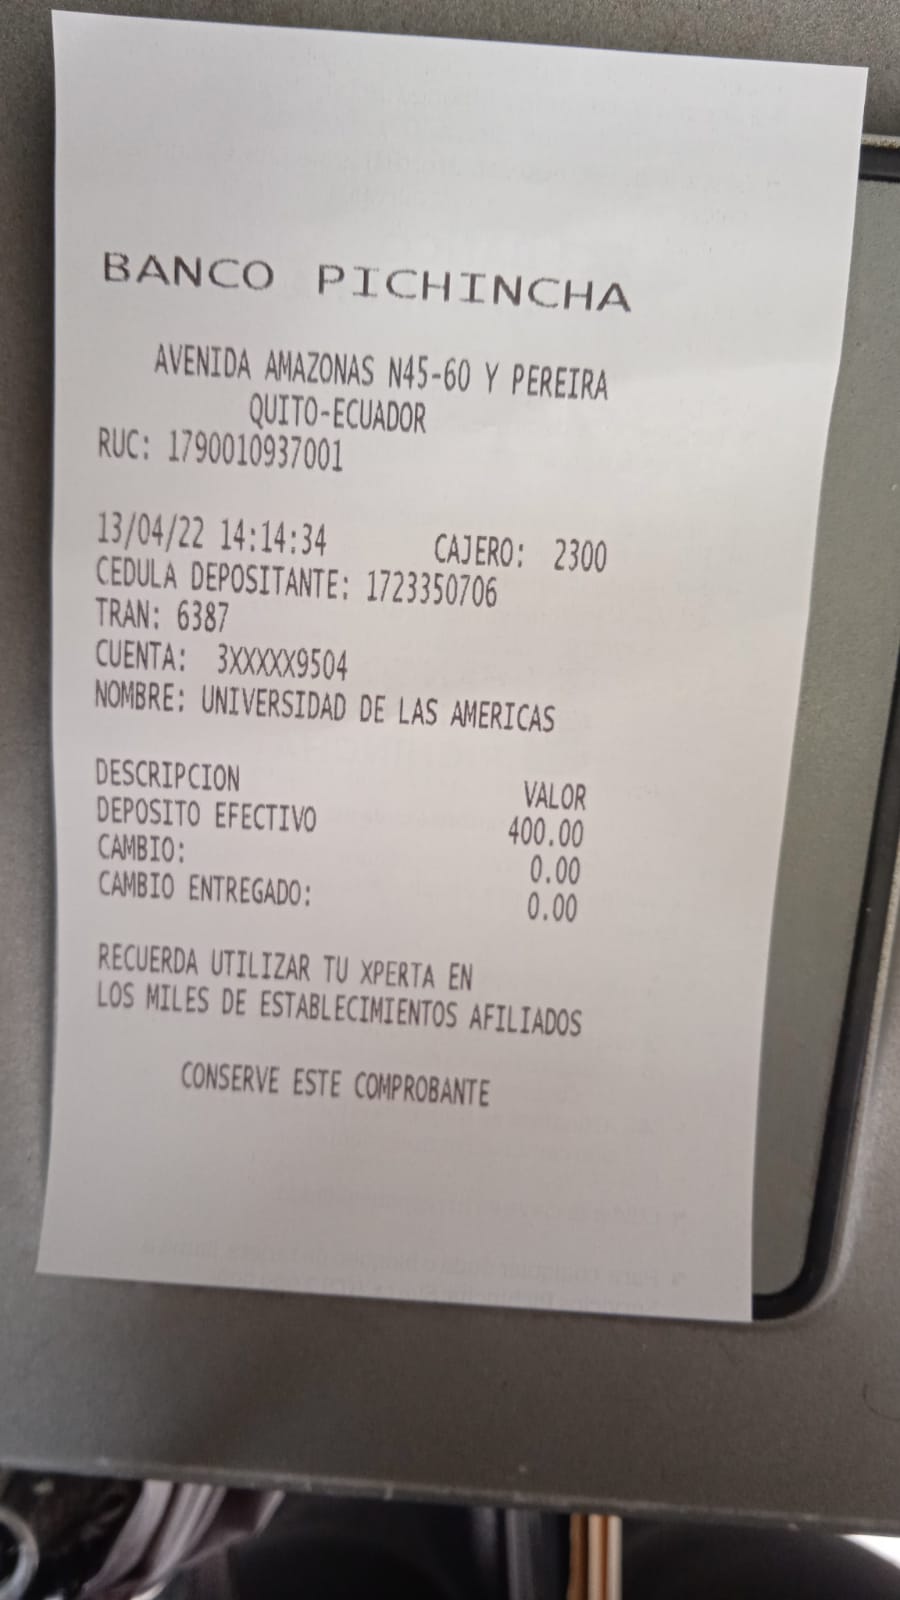 BANCO PICHINCHA
AVENIDA AMAZONAS N45-60 Y PEREIRA
QUITO-ECUADOR
RUC: 1790010937001
13/04/22 14:14:34 CAJERO: 2300
CEDULA DEPOSITANTE: 1723350706
TRAN: 6387
CUENTA: 3XXXXX9504
NOMBRE: UNIVERSIDAD DE LAS AMERICAS
DESCRIPCION VALOR
DEPOSITO EFECTIVO 400.00
CAMBIO: 0.00
CAMBIO ENTREGADO: 0.00
RECUERDA UTILIZAR TU XPERTA EN
LOS MILES DE ESTABLECIMIENTOS AFILIADOS
CONSERVE ESTE COMPROBANTE